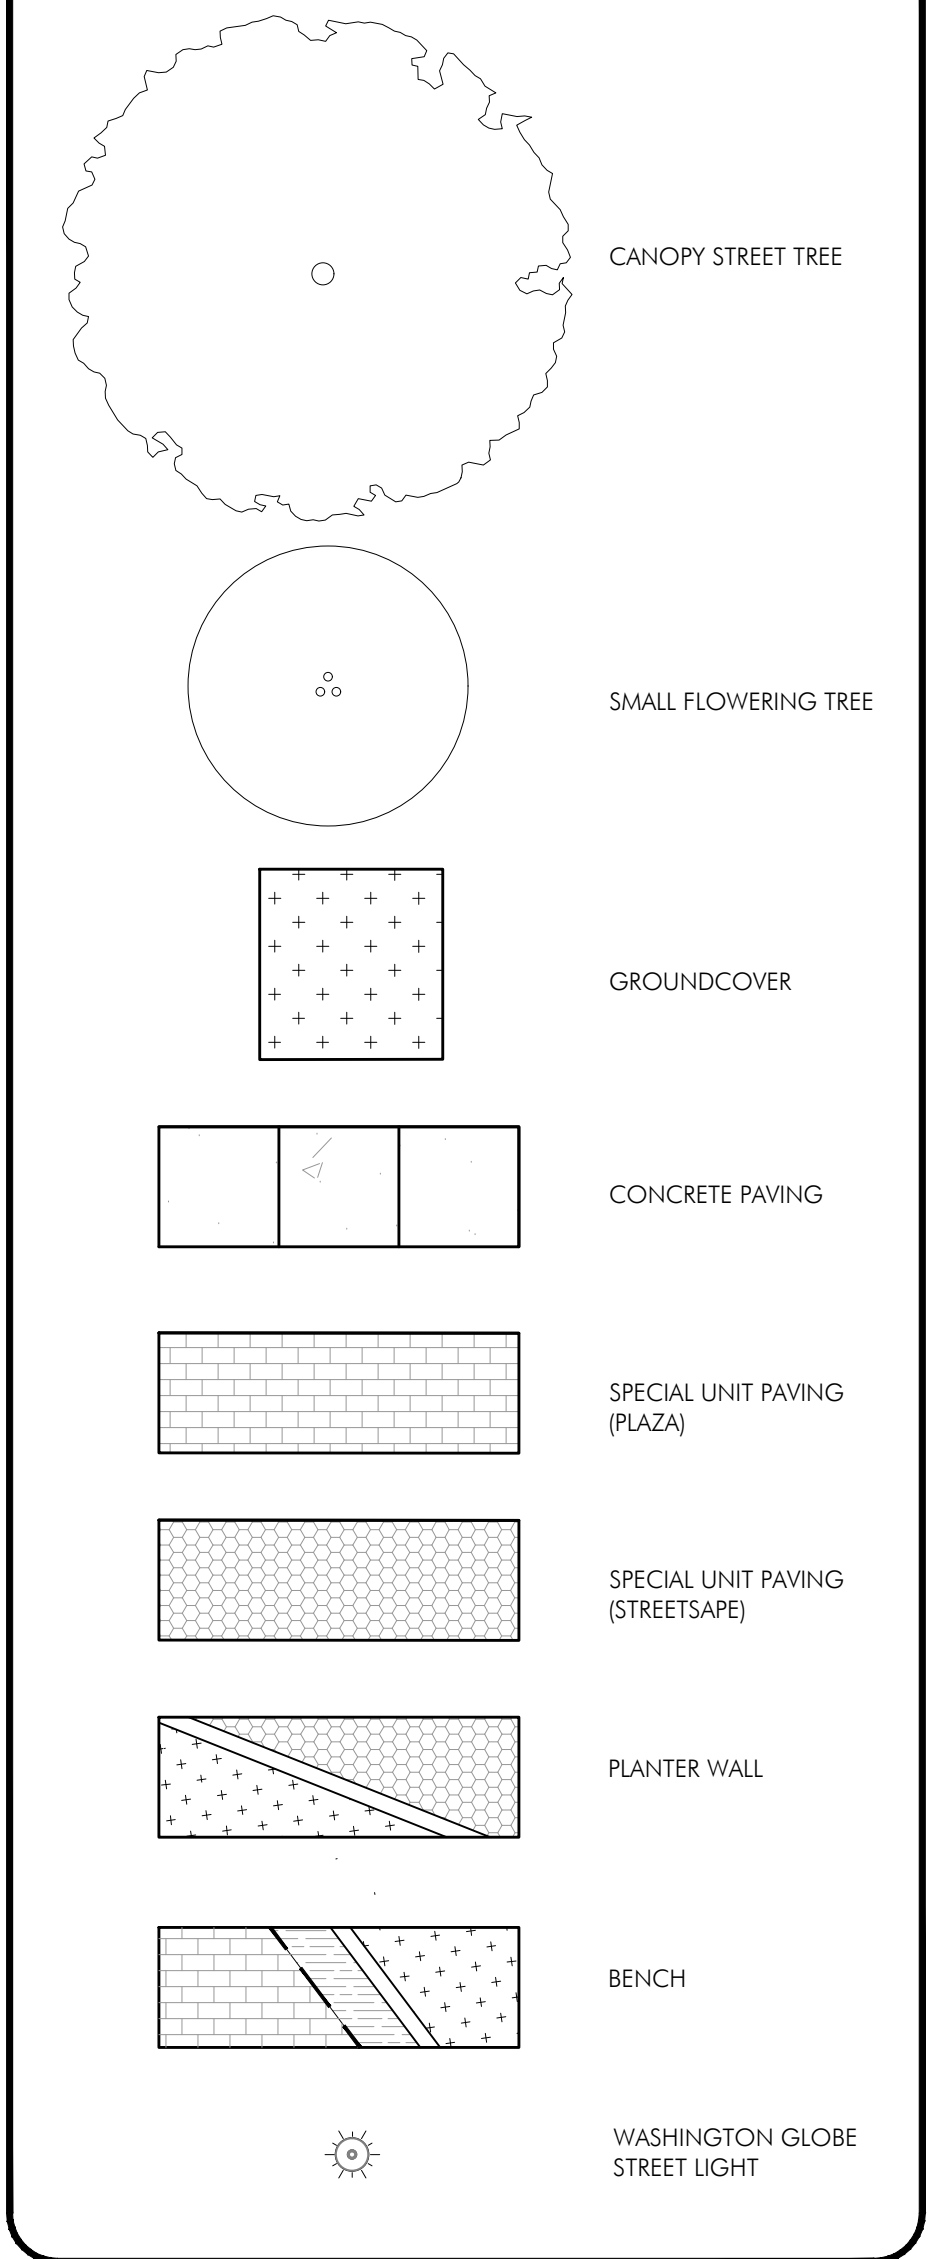 CANOPY STREET TREE
SMALL FLOWERING TREE
GROUNDCOVER
CONCRETE PAVING
SPECIAL UNIT PAVING
(PLAZA)
SPECIAL UNIT PAVING
(STREETSAPE)
PLANTER WALL
BENCH
WASHINGTON GLOBE
STREET LIGHT